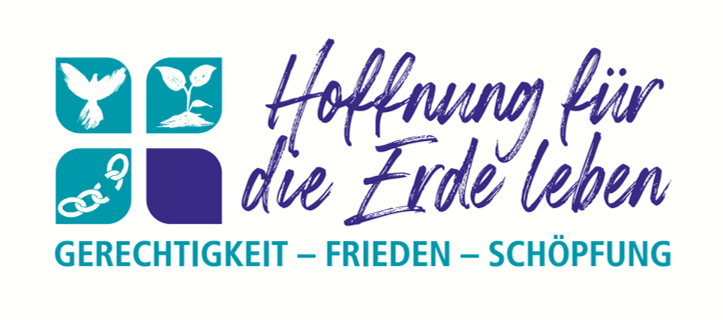 Hoffnung für
die Erde leben
GERECHTIGKEIT – FRIEDEN – SCHÖPFUNG